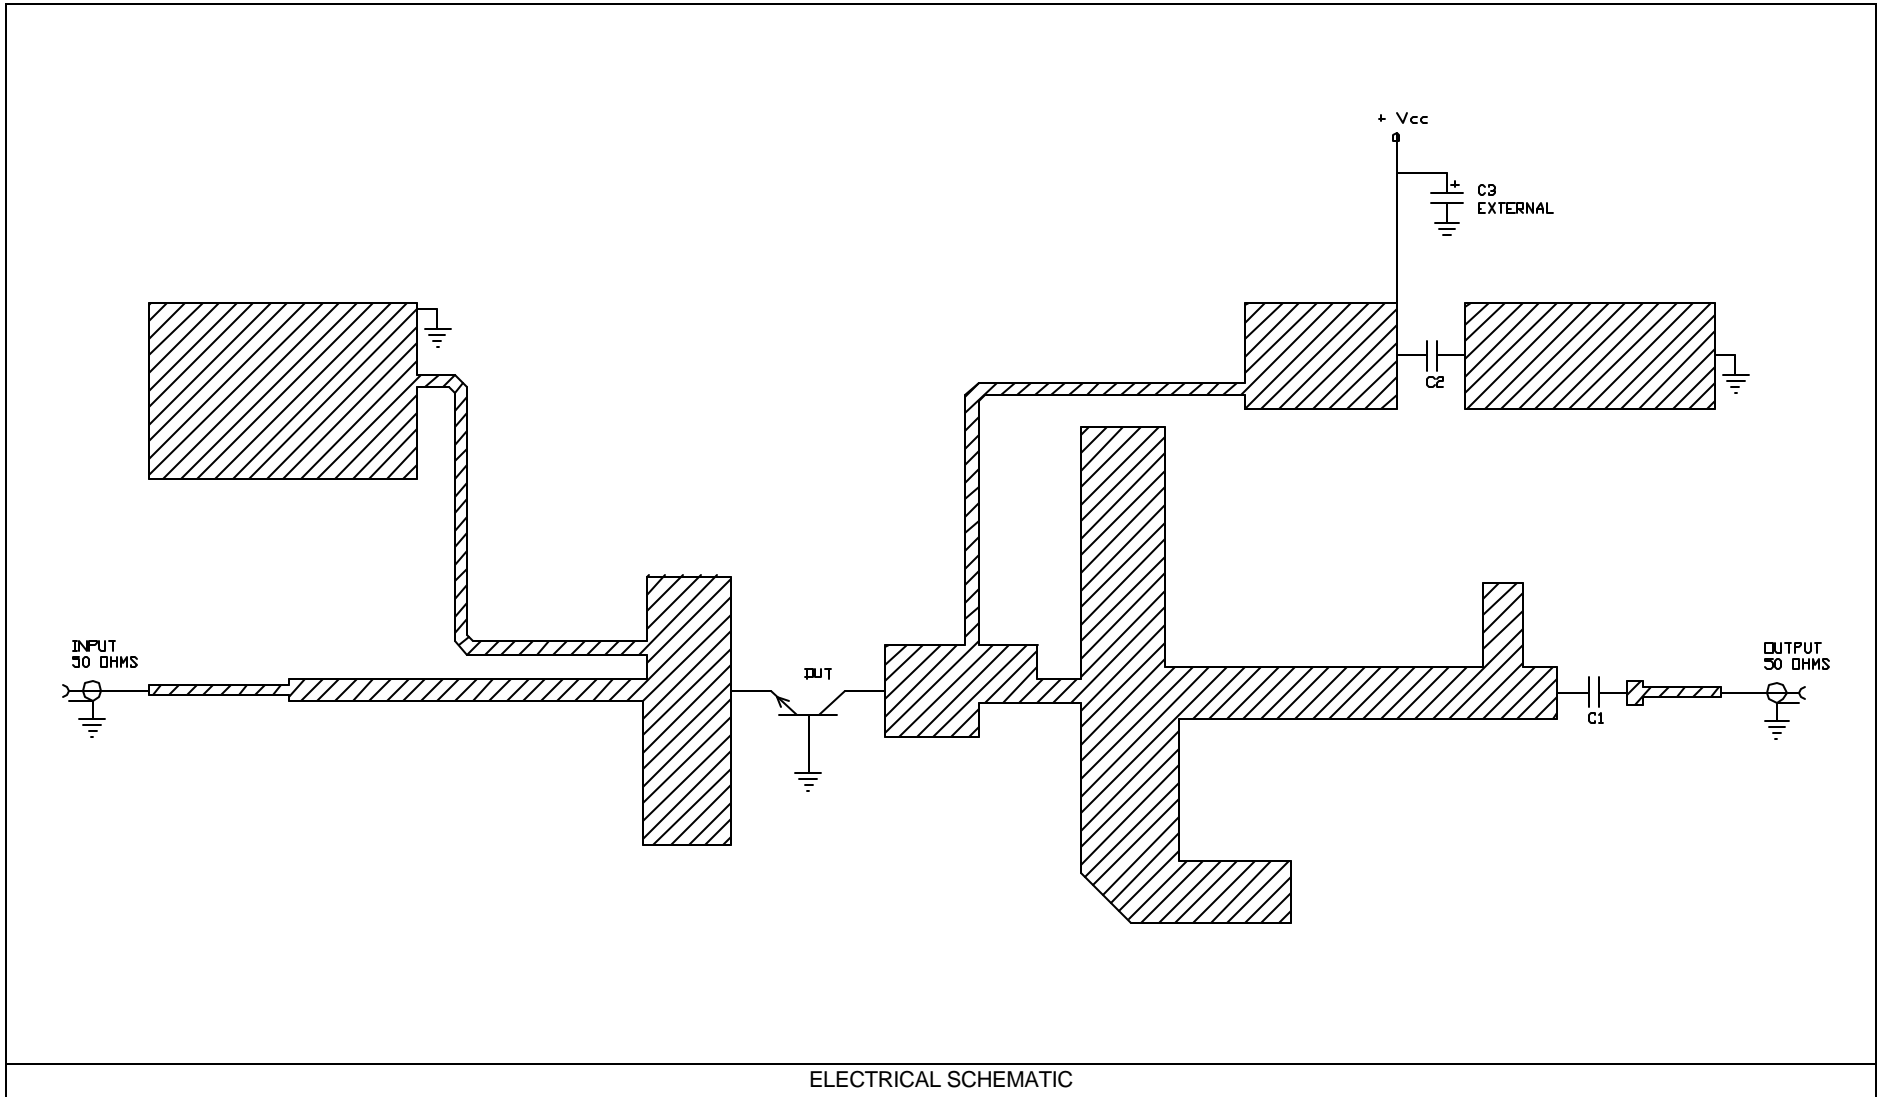 + Vcc
+
C3
EXTERNAL
C2
INPUT
50 OHMS
DUT
OUTPUT
50 OHMS
C1
ELECTRICAL SCHEMATIC